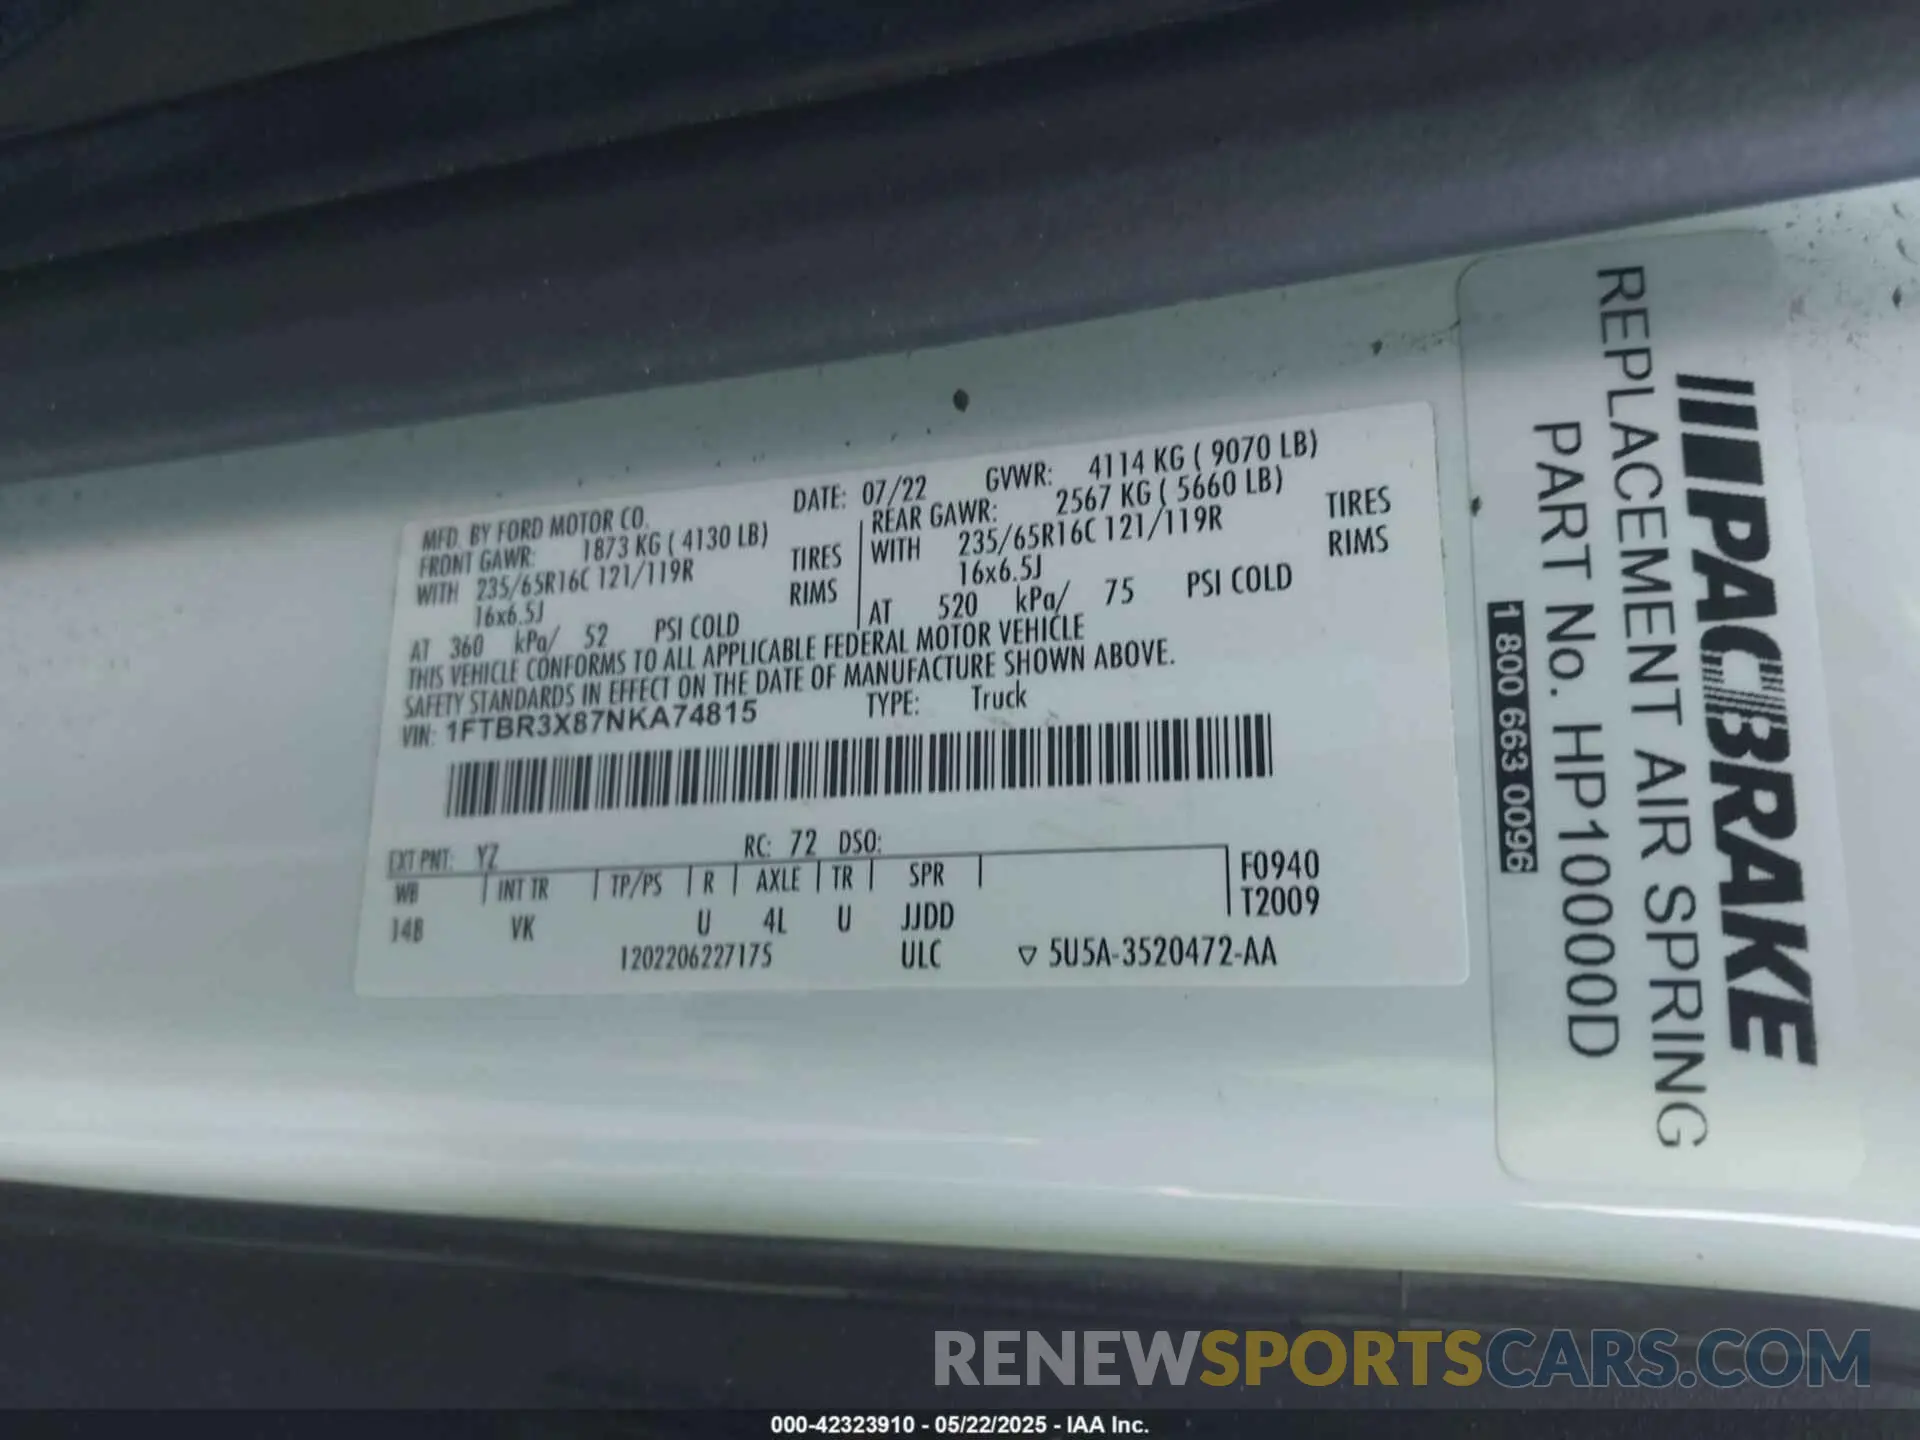 MFD. BY FORD MOTOR CO. DATE: 07/22 GVWR: 4114 KG ( 9070 LB)
FRONT GAWR: 1873 KG ( 4130 LB)
WITH 235/65R16C 121/119R TIRES
16x6.5J RIMS
AT 360 kPa/ 52 PSI COLD
REAR GAWR: 2567 KG ( 5660 LB)
WITH 235/65R16C 121/119R TIRES
16x6.5J RIMS
AT 520 kPa/ 75 PSI COLD
THIS VEHICLE CONFORMS TO ALL APPLICABLE FEDERAL MOTOR VEHICLE
SAFETY STANDARDS IN EFFECT ON THE DATE OF MANUFACTURE SHOWN ABOVE.
VIN: 1FTBR3X87NKA74815 TYPE: Truck
EXT PNT: YZ RC: 72 DSO:
WB INT TR TP/PS R AXLE TR SPR F0940
14B VK U 4L U JJDD T2009
1202206227175 ULC 5U5A-3520472-AA
PACBRAKE
REPLACEMENT AIR SPRING
PART No. HP10000D
1 800 663 0096
RENEWSPORTSCARS.COM
000-42323910 - 05/22/2025 - IAA Inc.